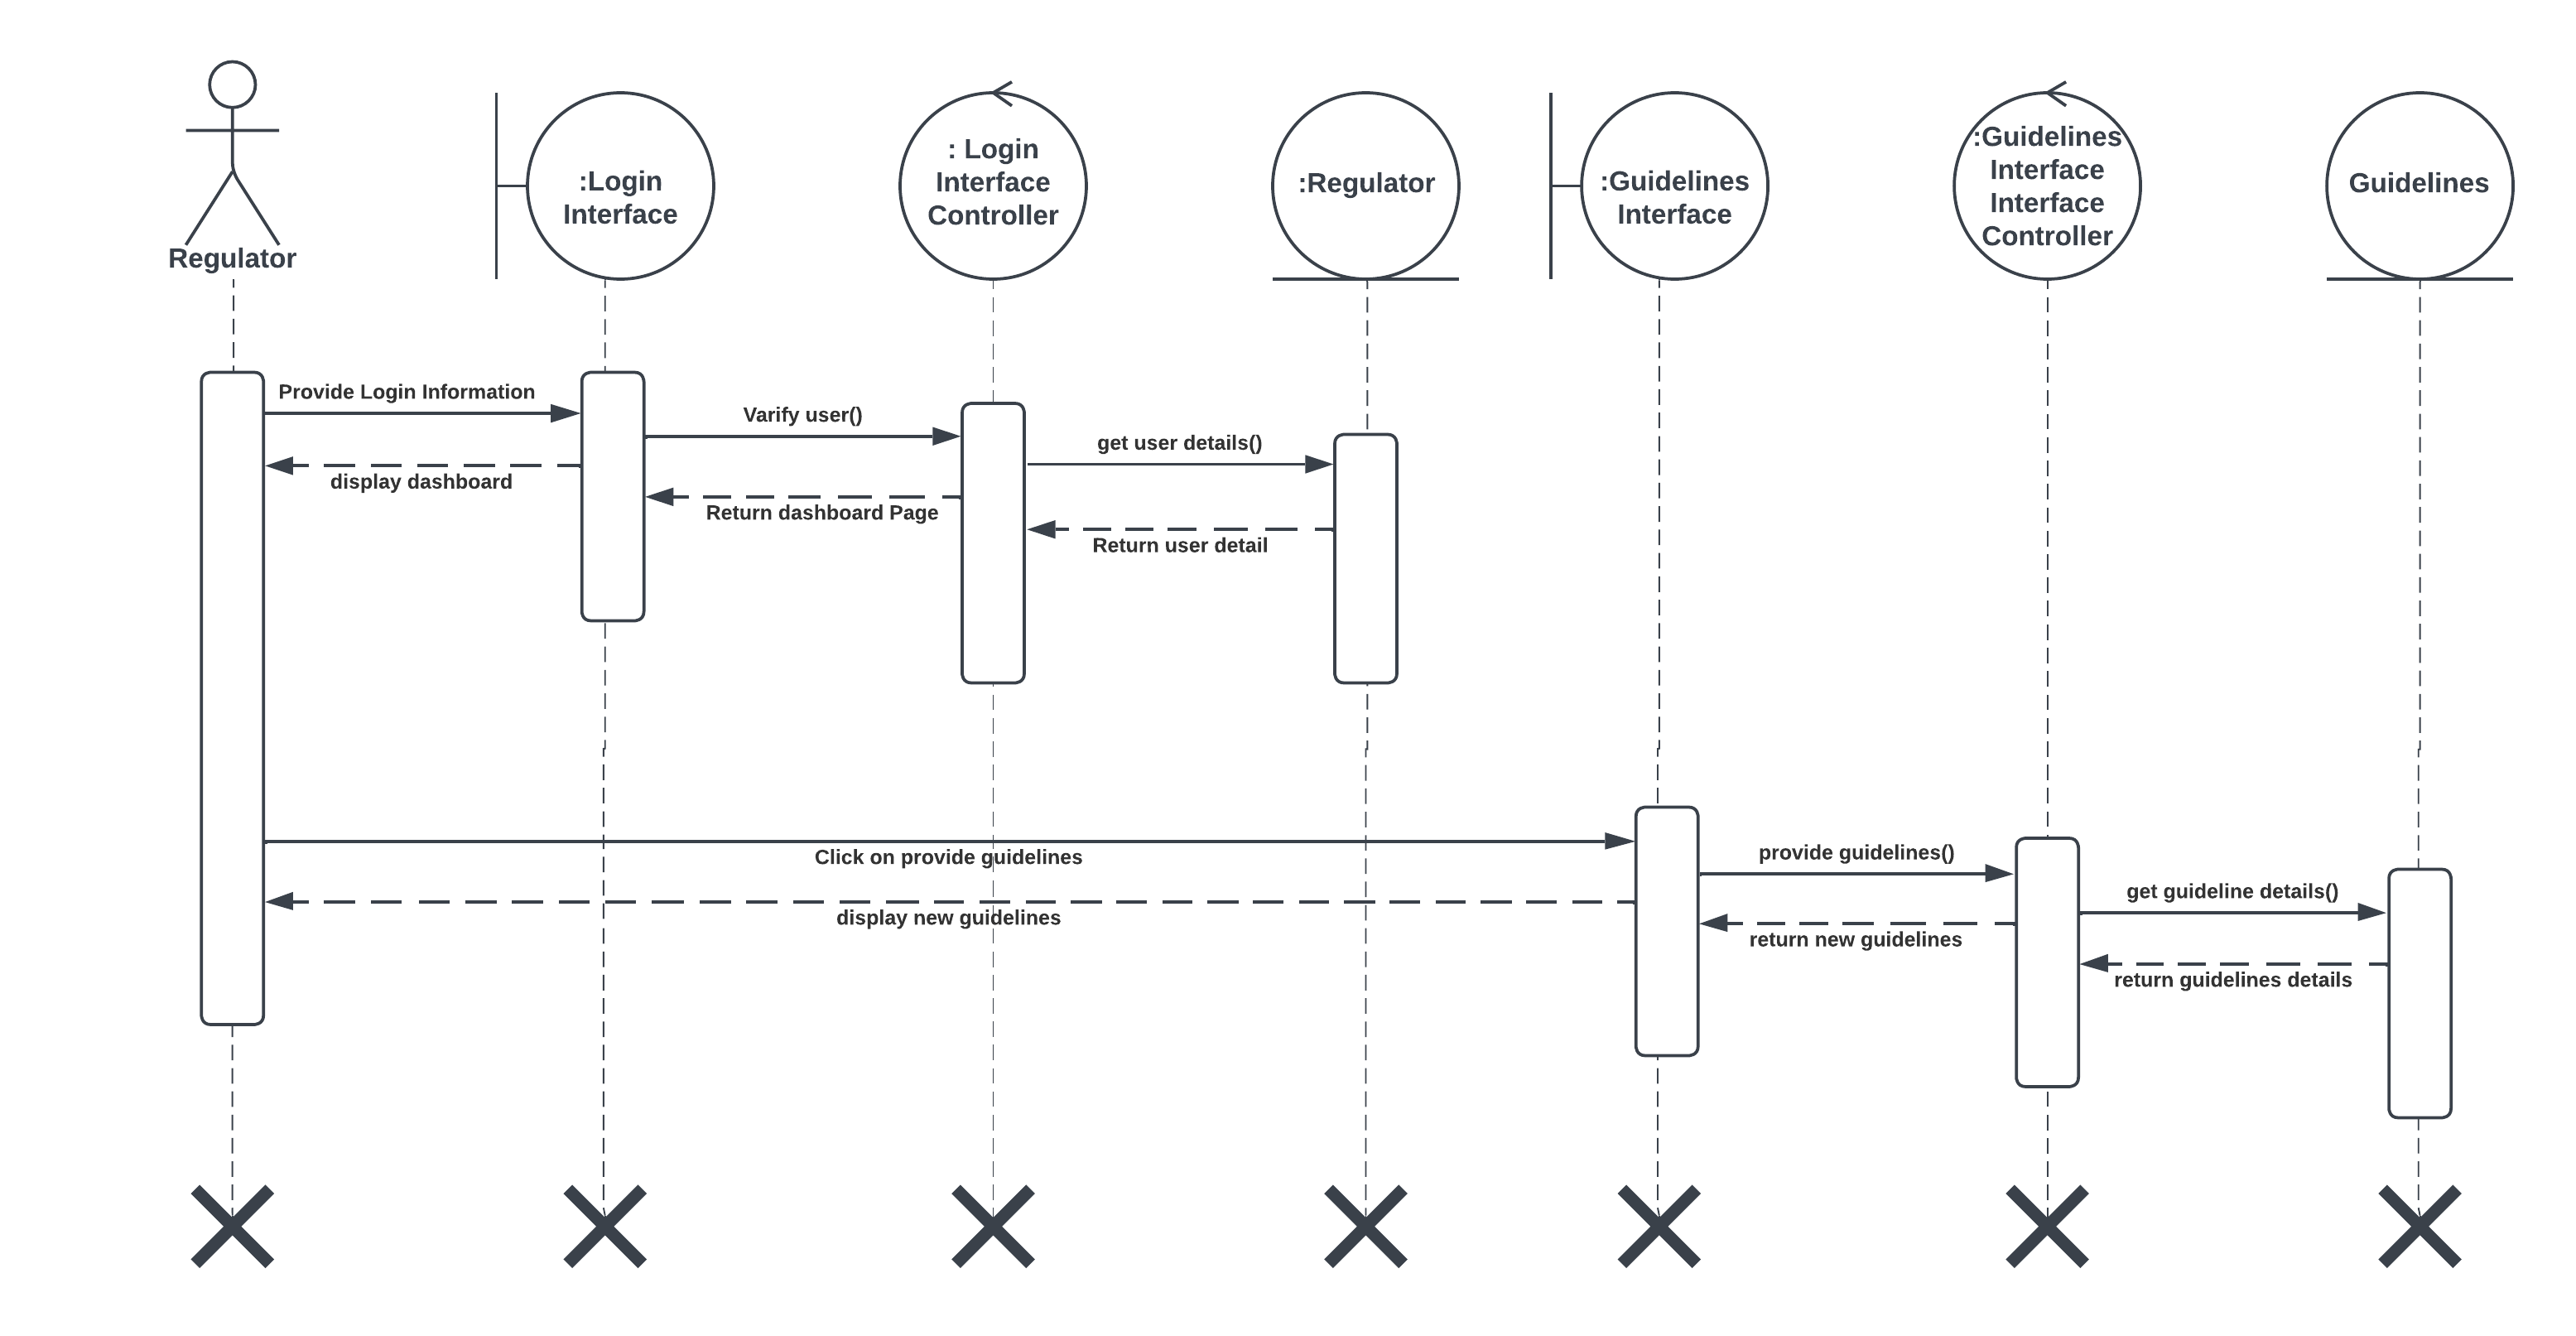 Regulator
:Login
Interface
: Login
Interface
Controller
:Regulator
:Guidelines
Interface
:Guidelines
Interface
Interface
Controller
Guidelines
Provide Login Information
Varify user()
get user details()
display dashboard
Return dashboard Page
Return user detail
Click on provide guidelines
provide guidelines()
get guideline details()
display new guidelines
return new guidelines
return guidelines details